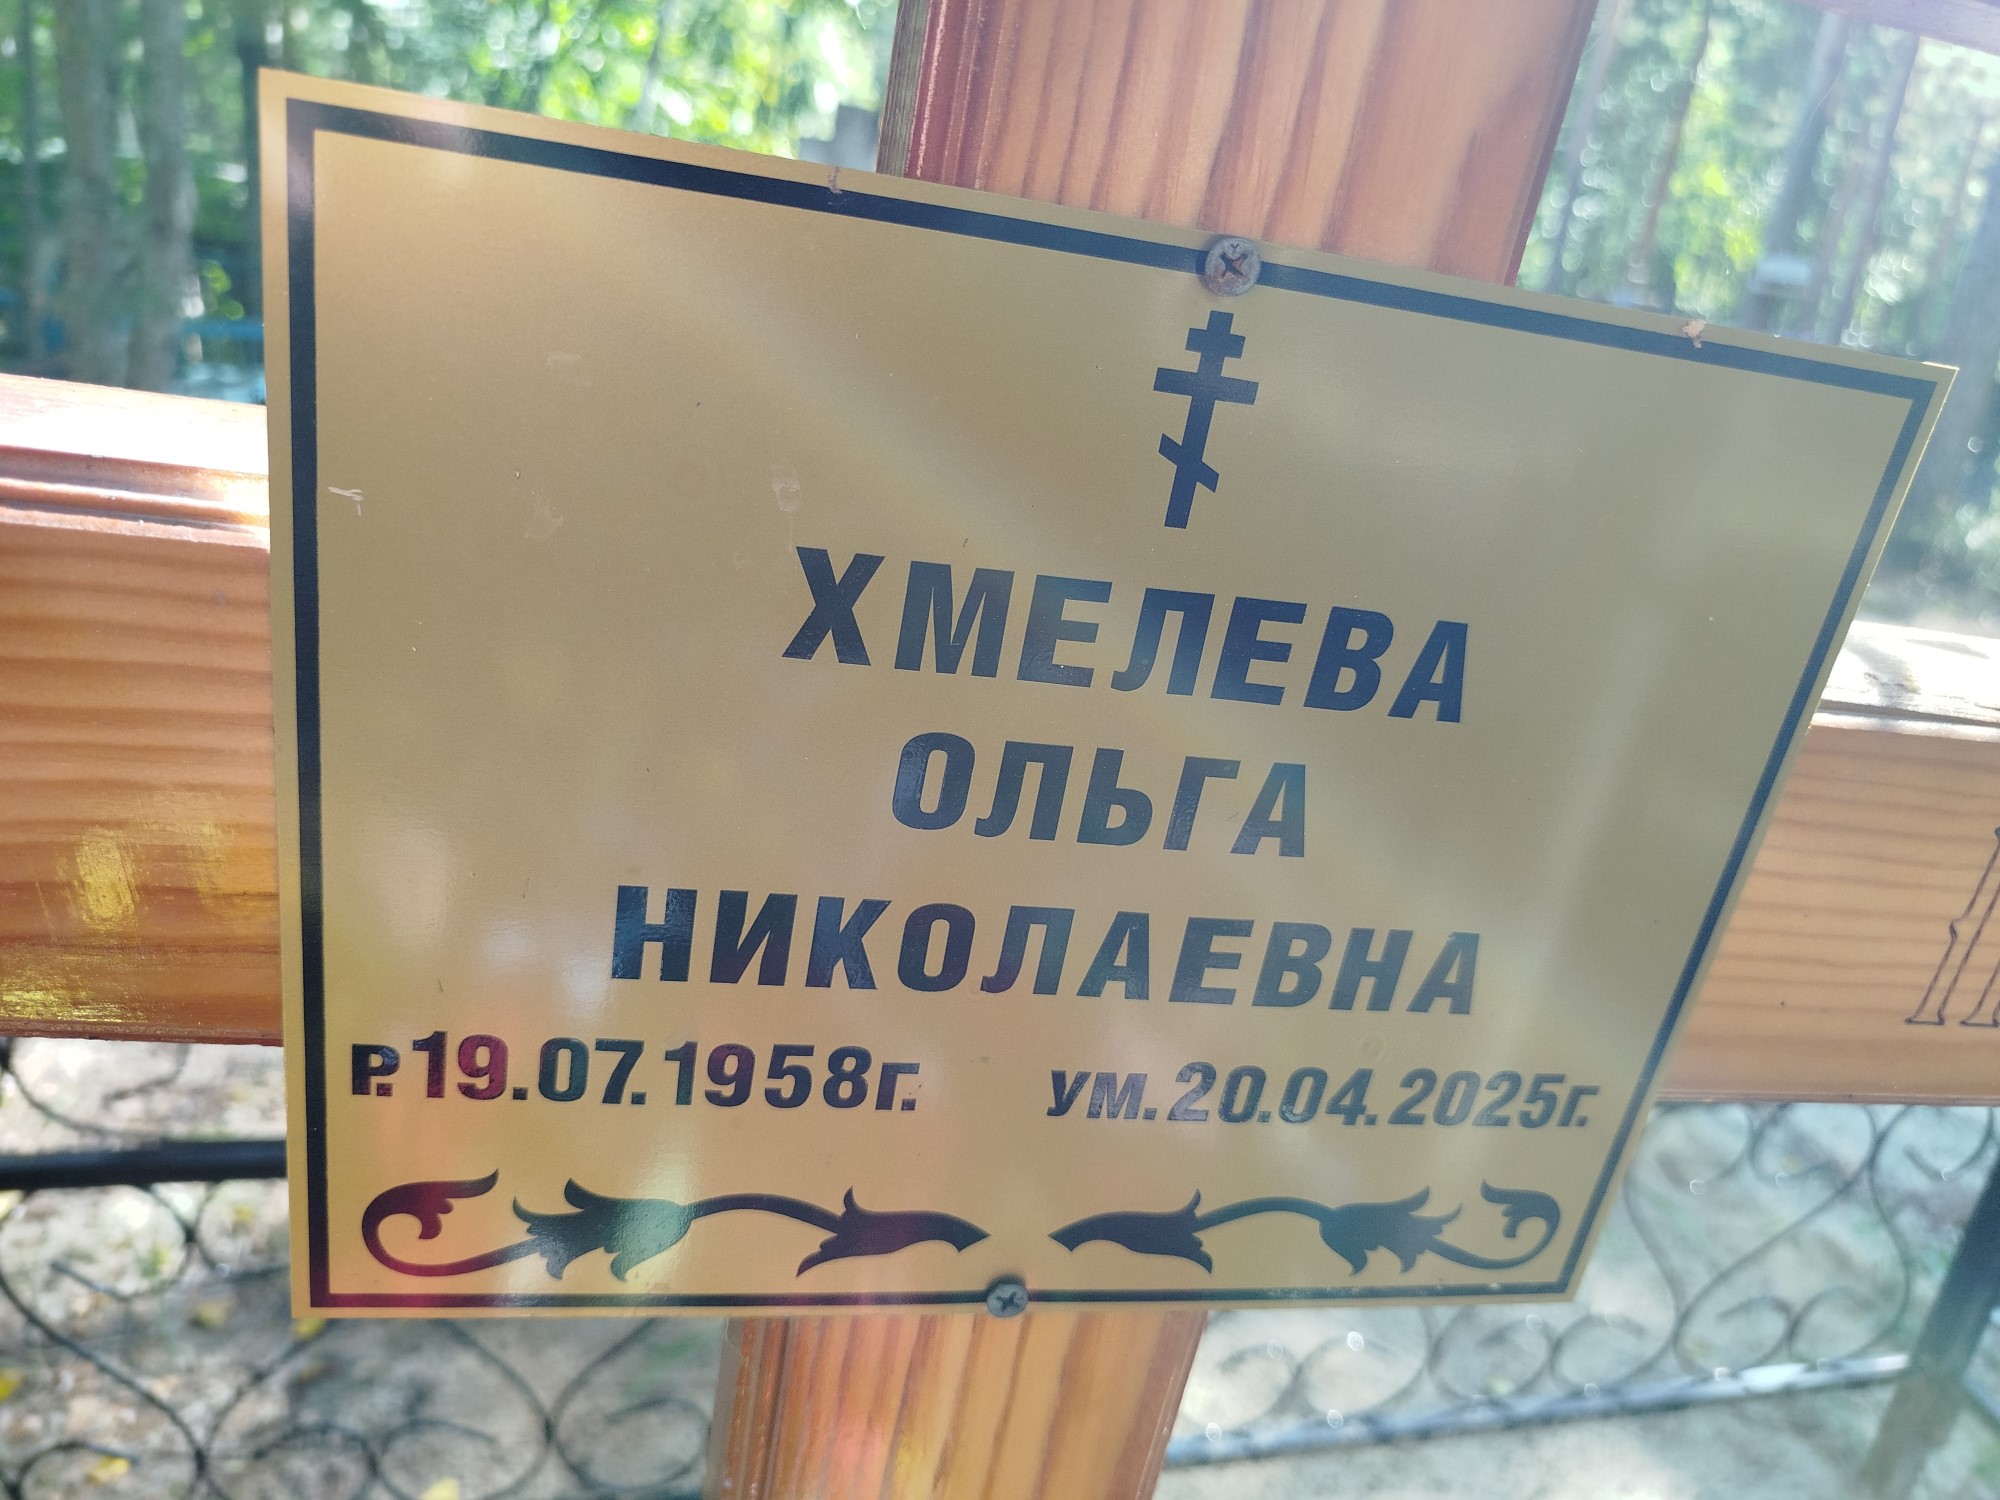 ХМЕЛЕВА
ОЛЬГА
НИКОЛАЕВНА
Р.19.07.1958г. ум.20.04.2025г.